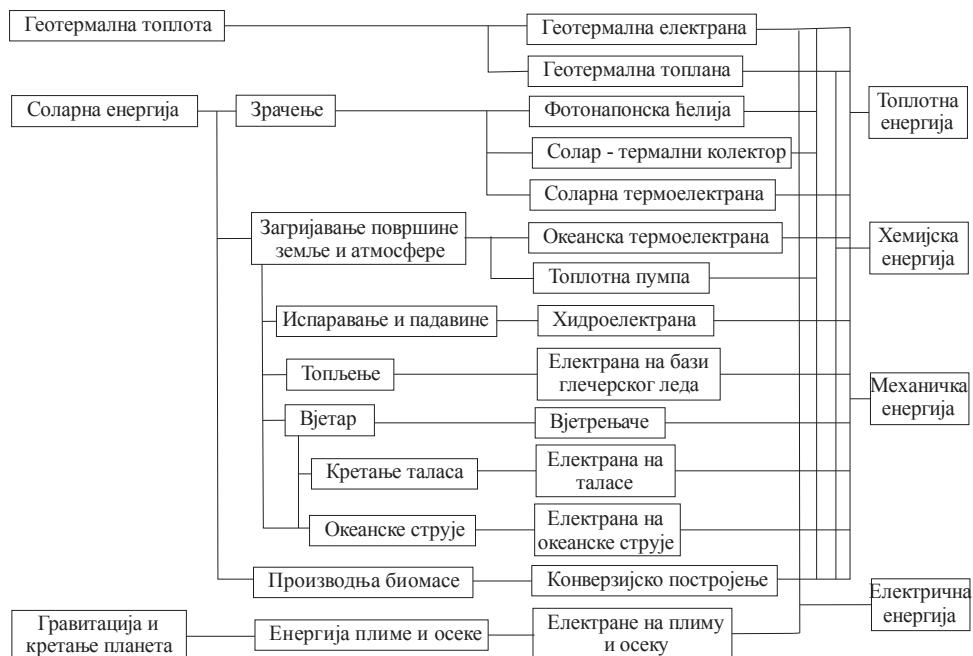 Геотермална топлота
Геотермална електрана
Геотермална топлана
Соларна енергија
Зрачење
Фотонапонска ћелија
Топлотна
енергија
Солар - термални колектор
Соларна термоелектрана
Загријавање површине
земље и атмосфере
Океанска термоелектрана
Хемијска
енергија
Топлотна пумпа
Испаравање и падавине
Хидроелектрана
Топљење
Електрана на бази
глечерског леда
Механичка
енергија
Вјетар
Вјетрењаче
Кретање таласа
Електрана на
таласе
Океанске струје
Електрана на
океанске струје
Производња биомасе
Конверзијско постројење
Електрична
енергија
Гравитација и
кретање планета
Енергија плиме и осеке
Електране на плиму
и осеку